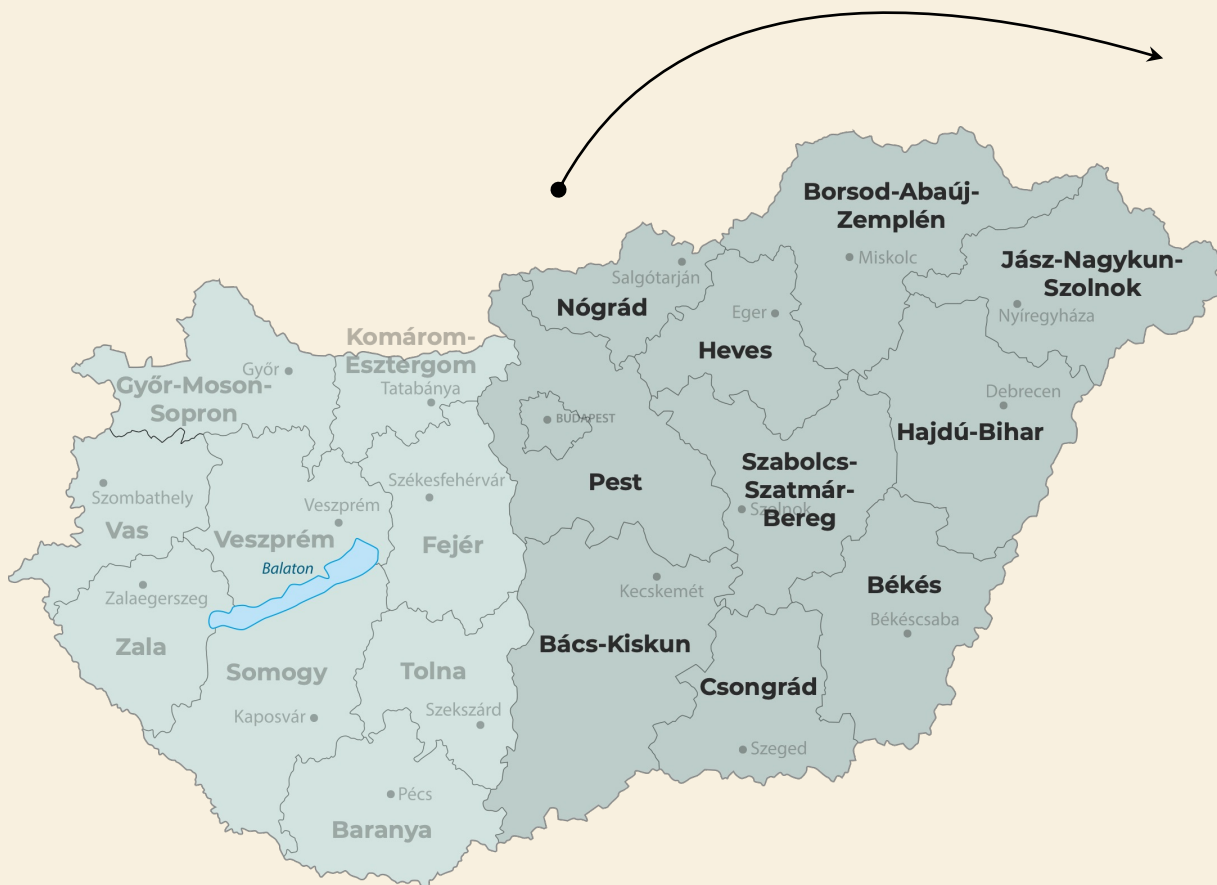 Borsod-Abaúj-
Zemplén
Miskolc
Jász-Nagykun-
Szolnok
Nyíregyháza
Salgótarján
Nógrád
Eger
Heves
Komárom-
Esztergom
Tatabánya
Győr
Győr-Moson-
Sopron
Debrecen
Hajdú-Bihar
BUDAPEST
Pest
Szabolcs-
Szatmár-
Bereg
Szolnok
Székesfehérvár
Fejér
Szombathely
Vas
Veszprém
Veszprém
Balaton
Zalaegerszeg
Zala
Kecskemét
Bács-Kiskun
Békés
Békéscsaba
Somogy
Kaposvár
Tolna
Szekszárd
Csongrád
Szeged
Pécs
Baranya